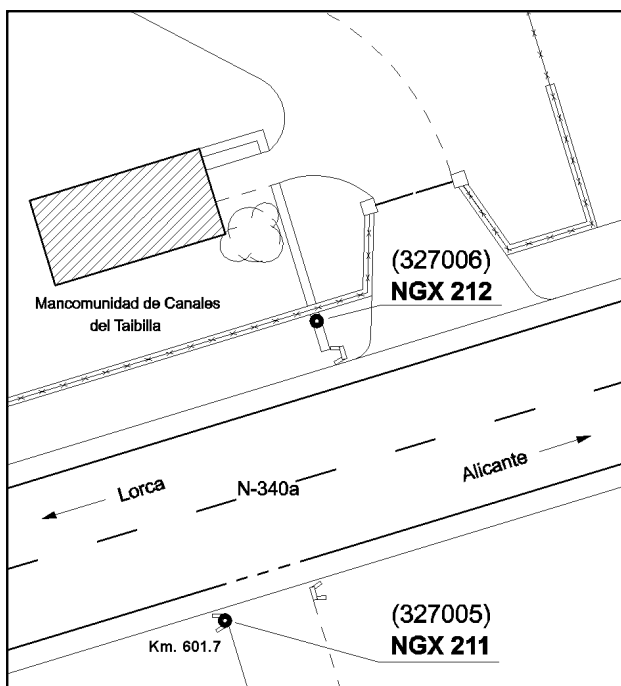 (327006)
NGX 212
Mancomunidad de Canales
del Taibilla
Alicante
Lorca
N-340a
(327005)
NGX 211
Km. 601.7